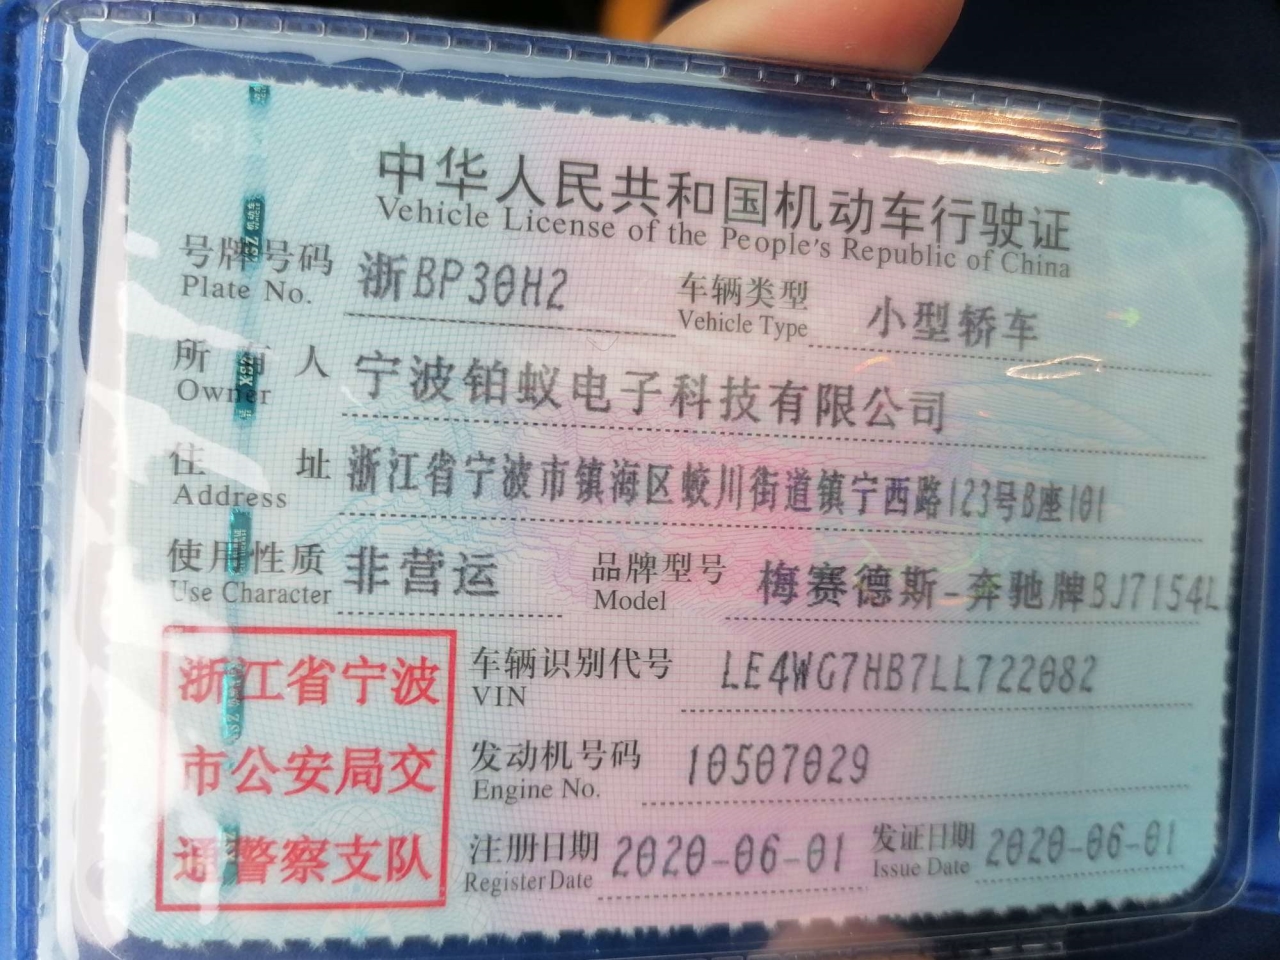 中华人民共和国机动车行驶证
Vehicle License of the People's Republic of China
号牌号码 浙BP30H2 车辆类型 小型轿车
Plate No. Vehicle Type
所有人 宁波铂蚁电子科技有限公司
Owner
住址 浙江省宁波市镇海区蛟川街道镇宁西路123号B座101
Address
使用性质 非营运 品牌型号 梅赛德斯-奔驰牌BJ7154L
Use Character Model
浙江省宁波
市公安局交
通警察支队
车辆识别代号 LE4WG7HB7LL722082
VIN
发动机号码 10507029
Engine No.
注册日期 2020-06-01 发证日期 2020-06-01
Register Date Issue Date